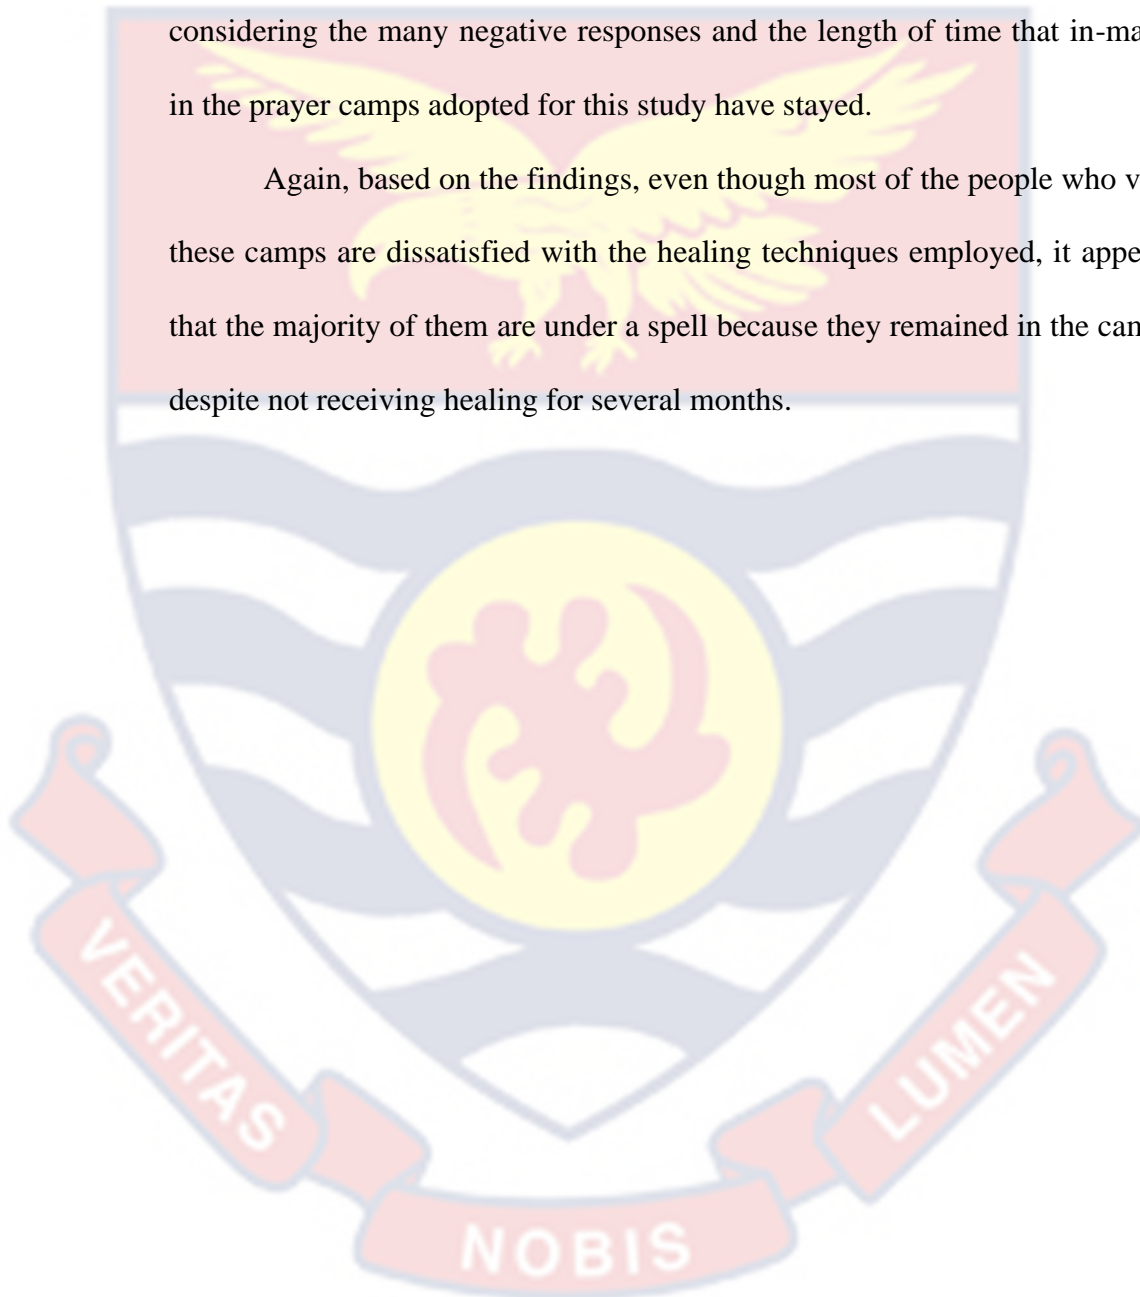 considering the many negative responses and the length of time that in-ma
in the prayer camps adopted for this study have stayed.
Again, based on the findings, even though most of the people who v
these camps are dissatisfied with the healing techniques employed, it appe
that the majority of them are under a spell because they remained in the can
despite not receiving healing for several months.
VERITAS
NOBIS
LUMEN